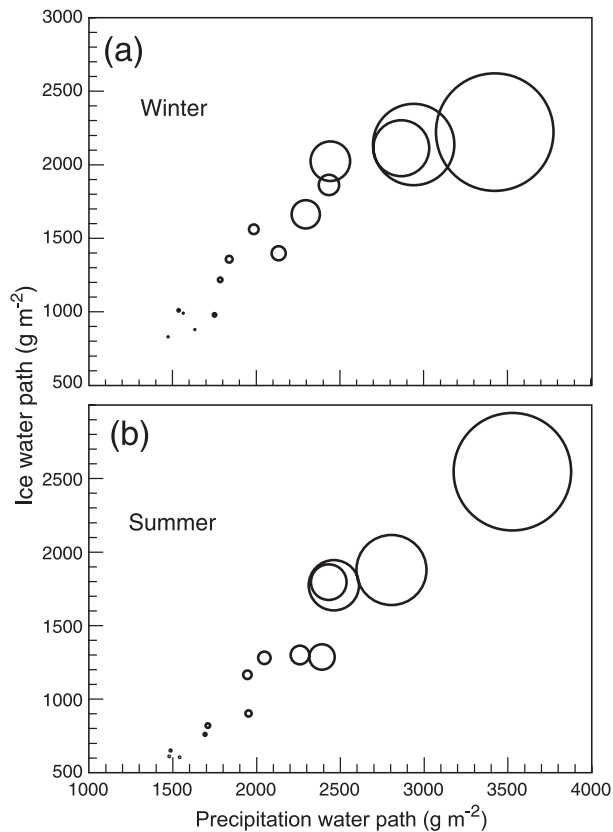 3000
(a)
Winter
2500
2000
1500
1000
500
Ice water path (g m⁻²)
(b)
Summer
2500
2000
1500
1000
500
1000 1500 2000 2500 3000 3500 4000
Precipitation water path (g m⁻²)